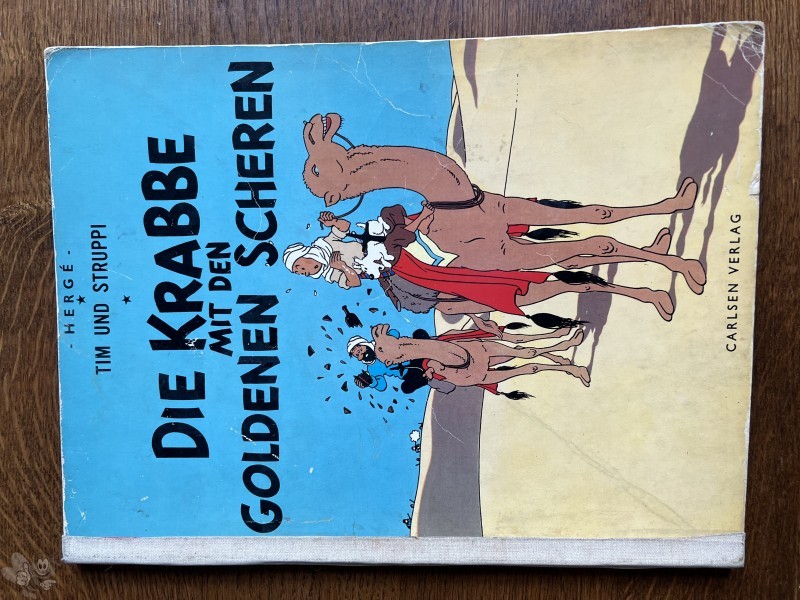 - HERGÉ -
TIM UND STRUPPI
DIE KRABBE
MIT DEN
GOLDENEN SCHEREN
CARLSEN VERLAG